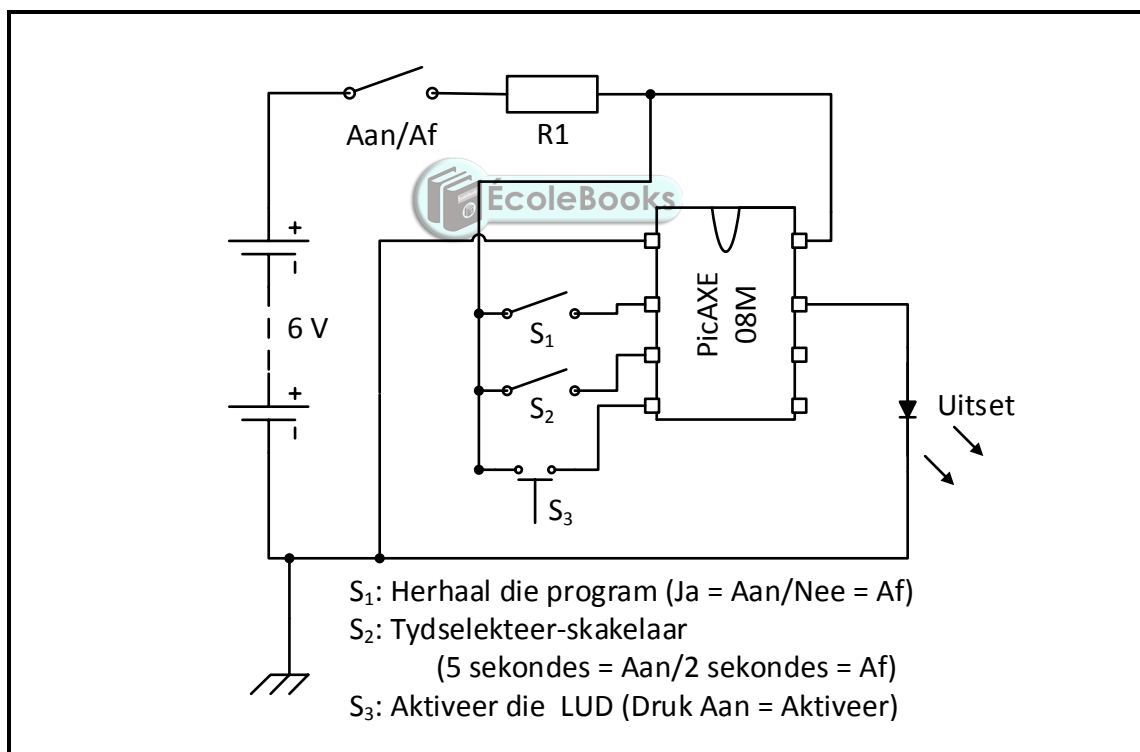 Aan/Af
R1
ÉcoleBooks
+
-
6 V
+
-
PicAXE
08M
S₁
S₂
S₃
Uitset
S₁: Herhaal die program (Ja = Aan/Nee = Af)
S₂: Tydselekteer-skakelaar
(5 sekondes = Aan/2 sekondes = Af)
S₃: Aktiveer die LUD (Druk Aan = Aktiveer)